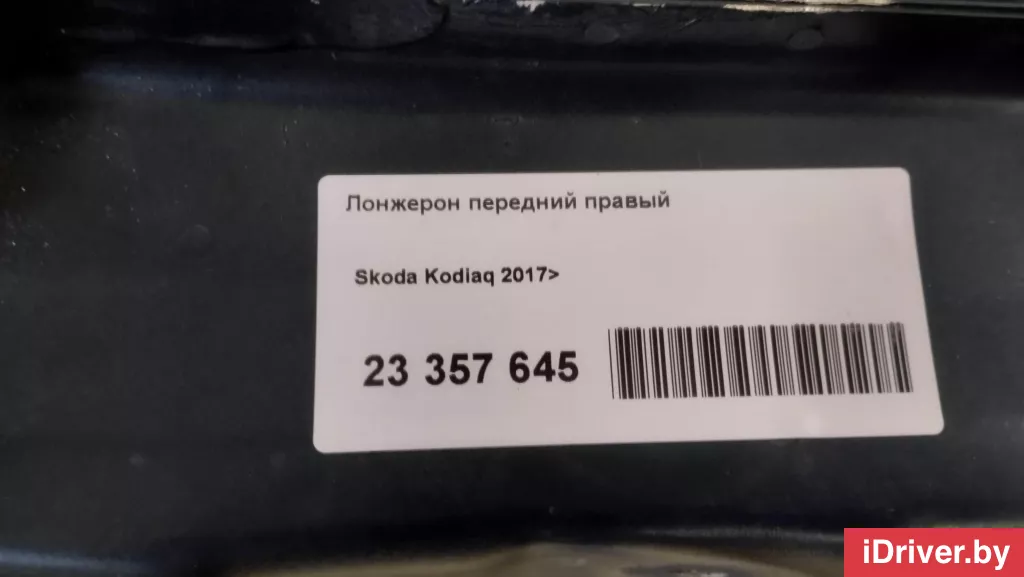 Лонжерон передний правый
Skoda Kodiaq 2017>
23 357 645
iDriver.by